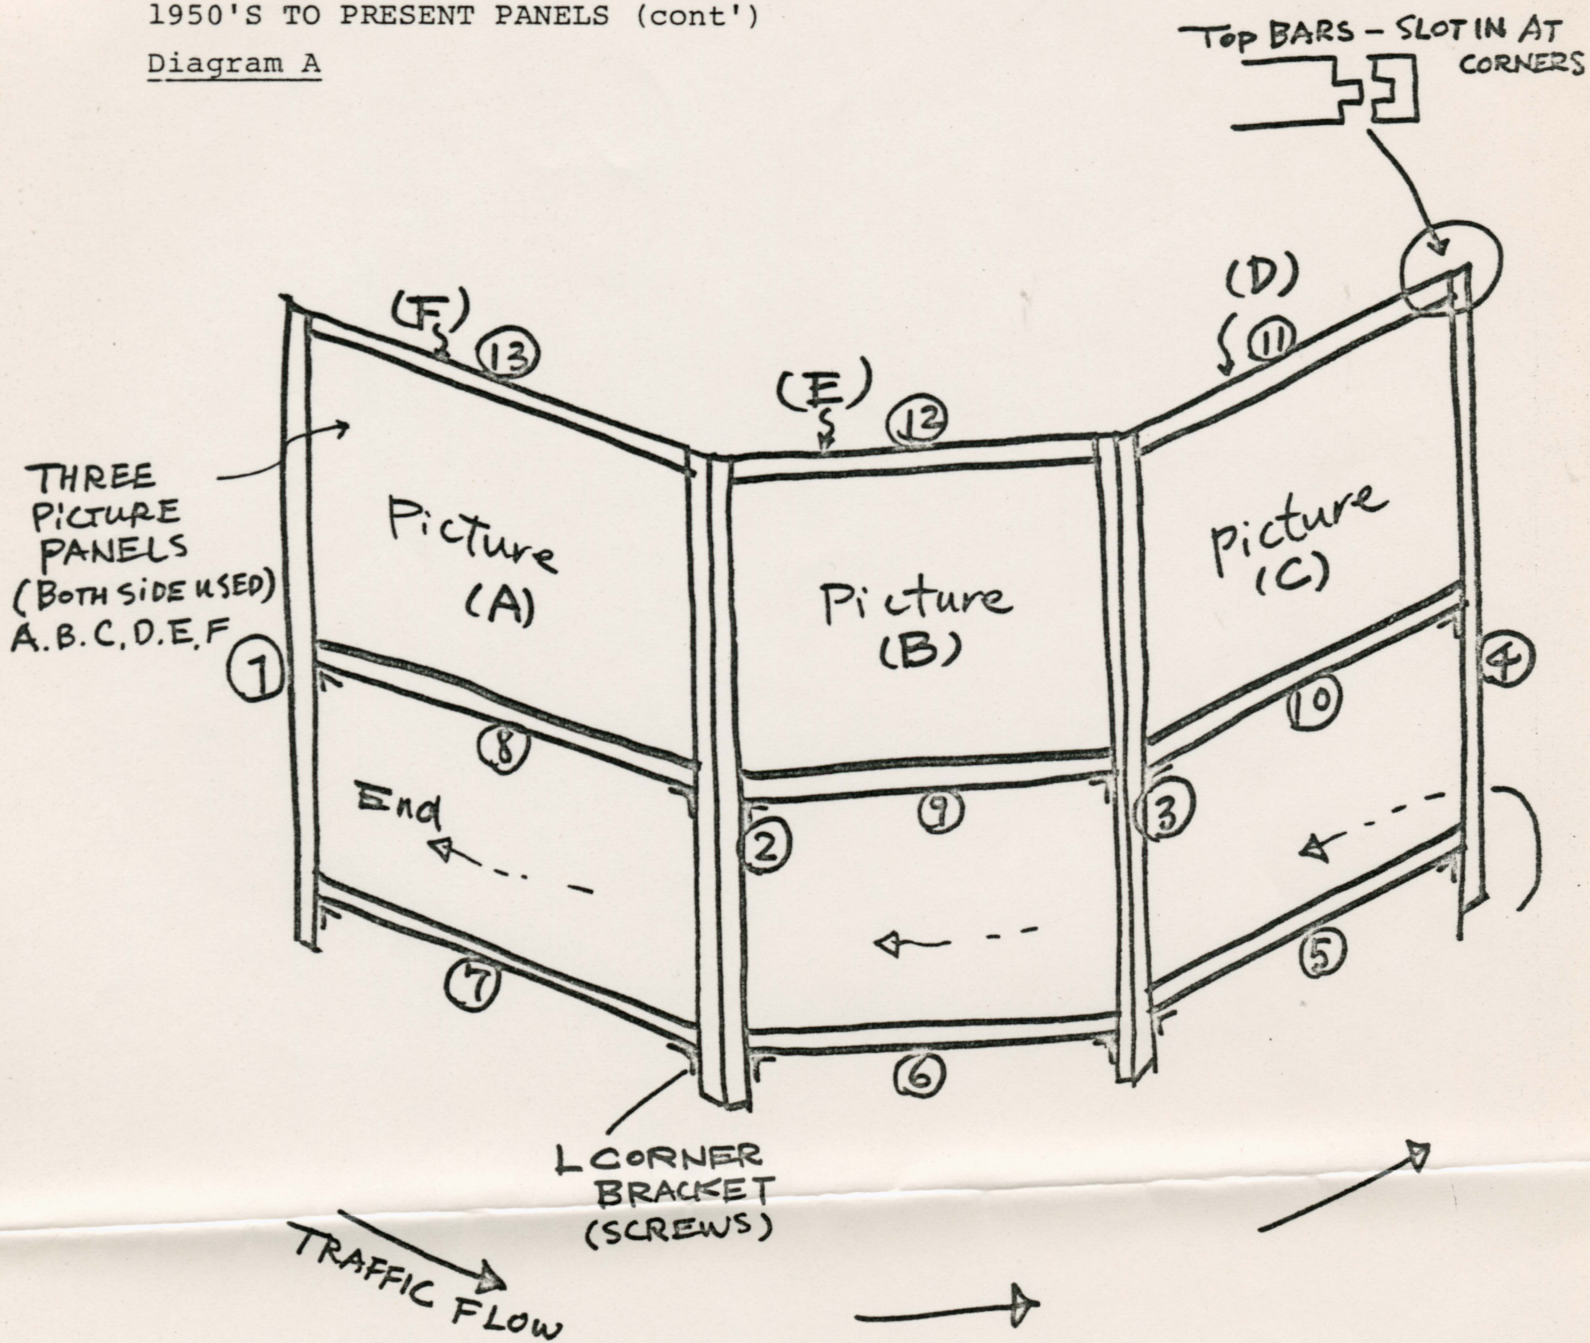 1950'S TO PRESENT PANELS (cont')
Diagram A
TOP BARS - SLOT IN AT
CORNERS
(F)
13
(E)
12
(D)
11
THREE
PICTURE
PANELS
(BOTH SIDE USED)
A.B.C.D.E.F
Picture
(A)
Picture
(B)
picture
(C)
1
8
2
9
3
10
4
End
7
6
5
L CORNER
BRACKET
(SCREWS)
TRAFFIC FLOW